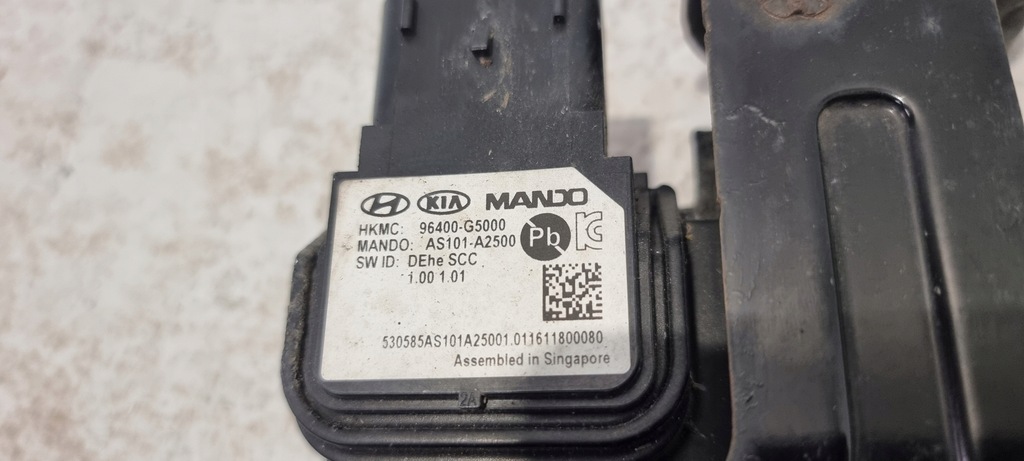 KIA MANDO
HKMC: 96400-G5000
MANDO: AS101-A2500
Pb
SW ID: DEhe SCC
1.00 1.01
530585AS101A25001.011611800080
Assembled in Singapore
2A